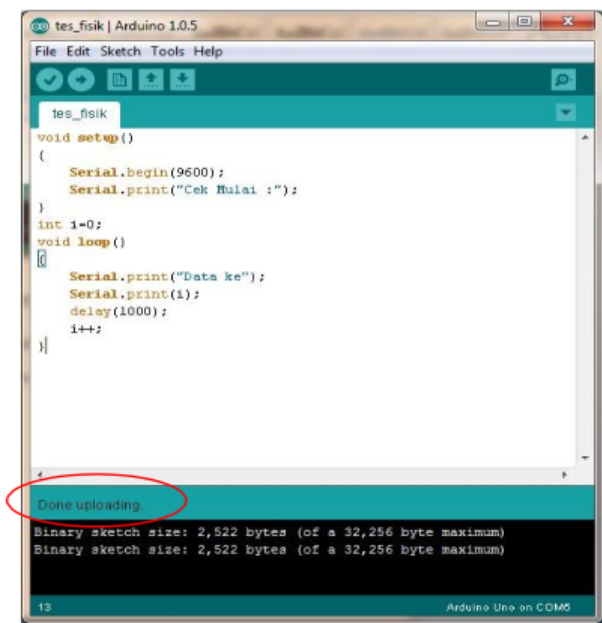 tes_fisik | Arduino 1.0.5
File Edit Sketch Tools Help
tes_fisik
void setup()
{
Serial.begin(9600);
Serial.print("Cek Mulai :");
}
int i=0;
void loop()
{
Serial.print("Data ke");
Serial.print(i);
delay(1000);
i++;
}
Done uploading.
Binary sketch size: 2,522 bytes (of a 32,256 byte maximum)
Binary sketch size: 2,522 bytes (of a 32,256 byte maximum)
13
Arduino Uno on COM6